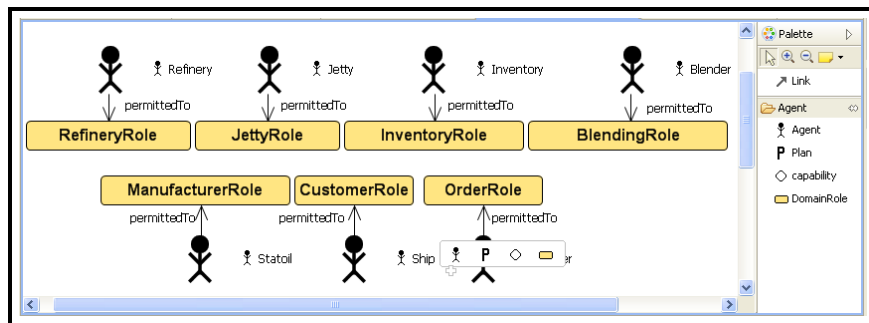 Palette
Refinery Jetty Inventory Blender
Link
permittedTo permittedTo permittedTo permittedTo
Agent
RefineryRole JettyRole InventoryRole BlendingRole
Agent
P Plan
capability
ManufacturerRole CustomerRole OrderRole
DomainRole
permittedTo permittedTo permittedTo
Statoil Ship P